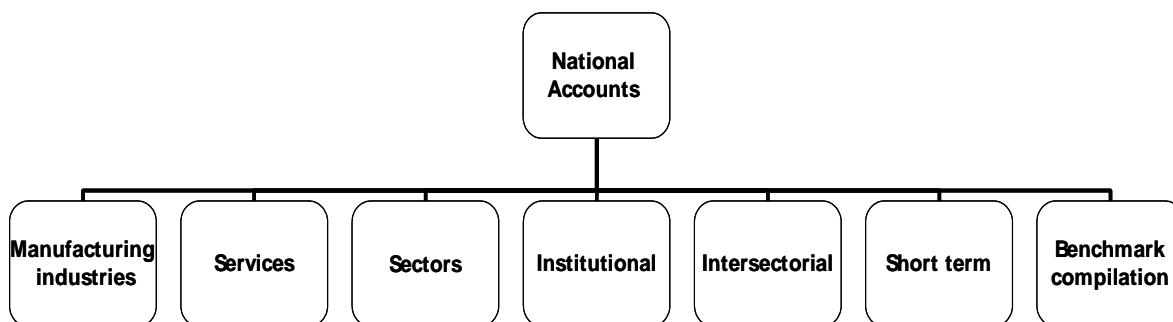 National
Accounts
Manufacturing
industries
Services
Sectors
Institutional
Intersectorial
Short term
Benchmark
compilation